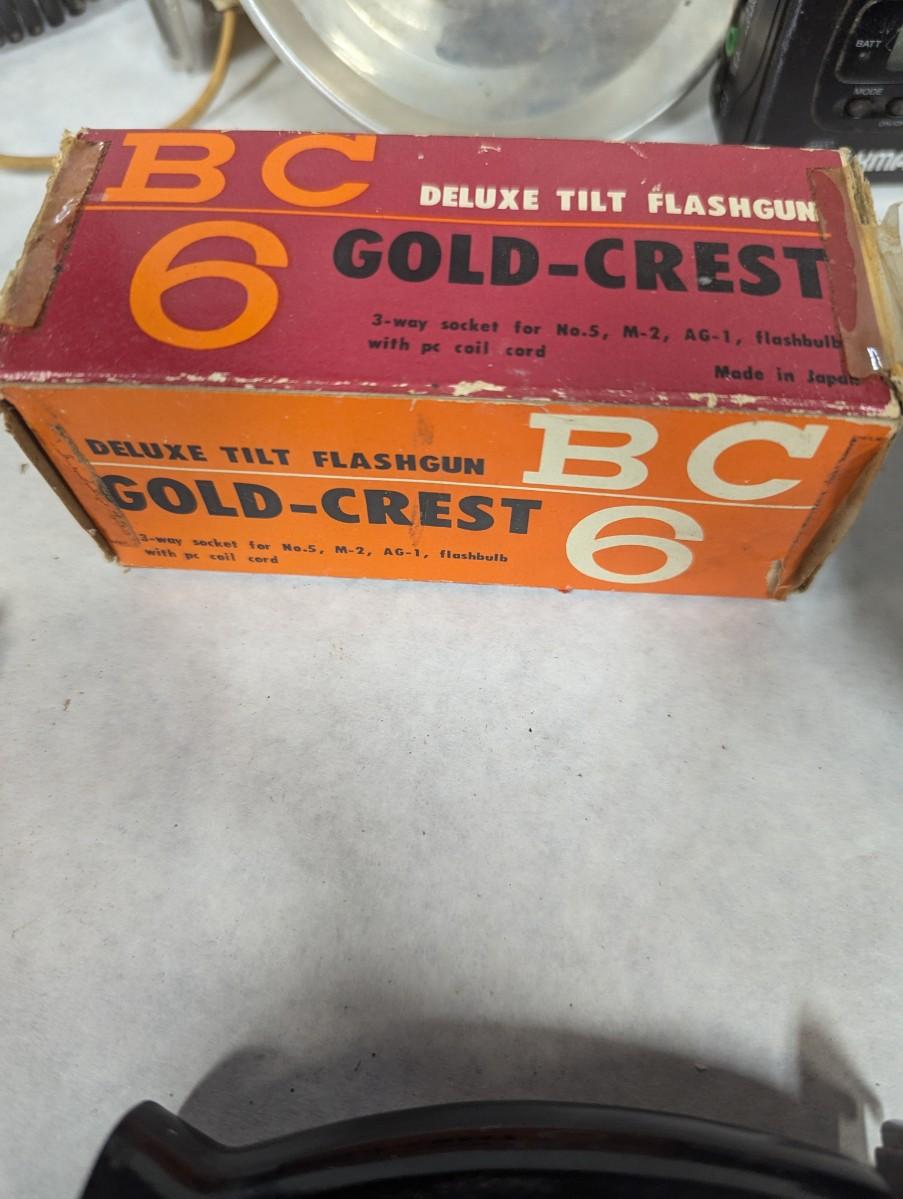 BC
DELUXE TILT FLASHGUN
6
GOLD-CREST
3-way socket for No.5, M-2, AG-1, flashbulb
with pc coil cord
Made in Japan
DELUXE TILT FLASHGUN
BC
GOLD-CREST
6
3-way socket for No.5, M-2, AG-1, flashbulb
with pc coil cord
BATT
MODE